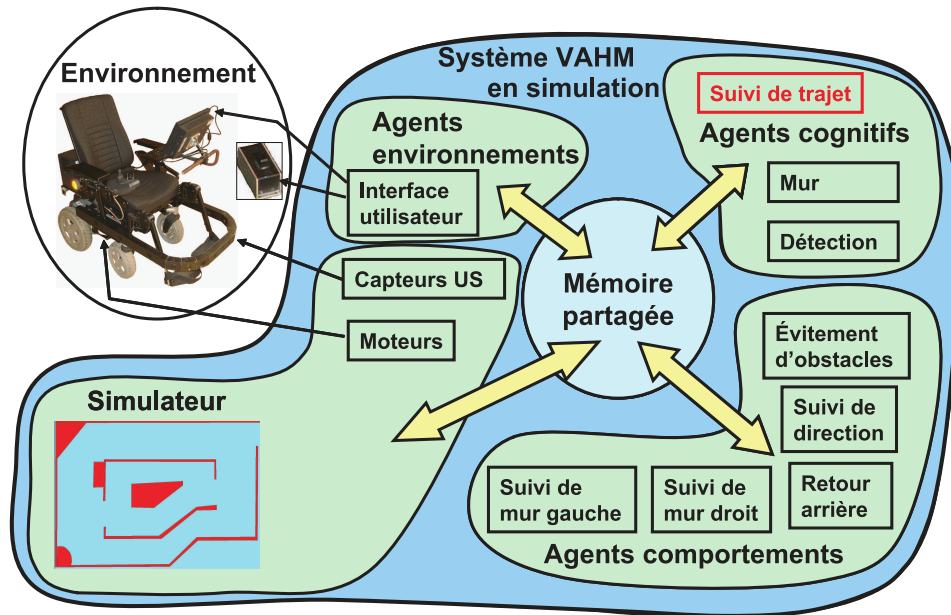 Système VAHM
en simulation
Environnement
Suivi de trajet
Agents cognitifs
Mur
Détection
Agents
environnements
Interface
utilisateur
Capteurs US
Moteurs
Mémoire
partagée
Simulateur
Évitement
d'obstacles
Suivi de
direction
Retour
arrière
Suivi de
mur droit
Suivi de
mur gauche
Agents comportements